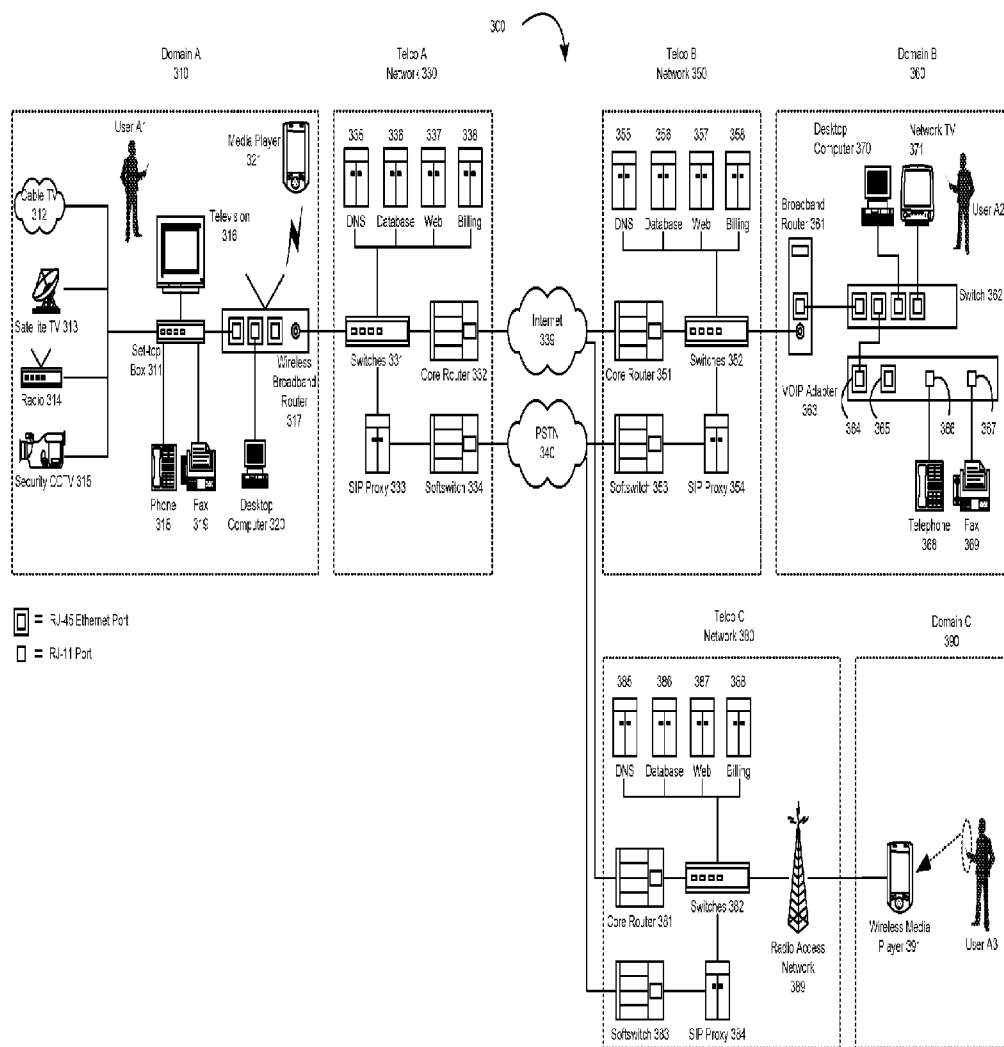 300
Domain A
310
Telco A
Network 330
Telco B
Network 350
Domain B
360
User A1
Media Player
321
Cable TV
312
Television
316
Satellite TV 313
Set-top
Box 311
Radio 314
Wireless
Broadband
Router
317
Security CCTV 315
Phone
318
Fax
319
Desktop
Computer 320
335
336
337
338
DNS
Database
Web
Billing
Switches 331
Core Router 332
SIP Proxy 333
Softswitch 334
Internet
339
PSTN
340
355
356
357
358
DNS
Database
Web
Billing
Core Router 351
Switches 352
Softswitch 353
SIP Proxy 354
Desktop
Computer 370
Network TV
371
Broadband
Router 361
User A2
Switch 362
VOIP Adapter
363
364
365
366
367
Telephone
368
Fax
369
= RJ-45 Ethernet Port
= RJ-11 Port
Telco C
Network 380
Domain C
390
385
386
387
388
DNS
Database
Web
Billing
Core Router 381
Switches 382
Radio Access
Network
389
Wireless Media
Player 391
User A3
Softswitch 383
SIP Proxy 384